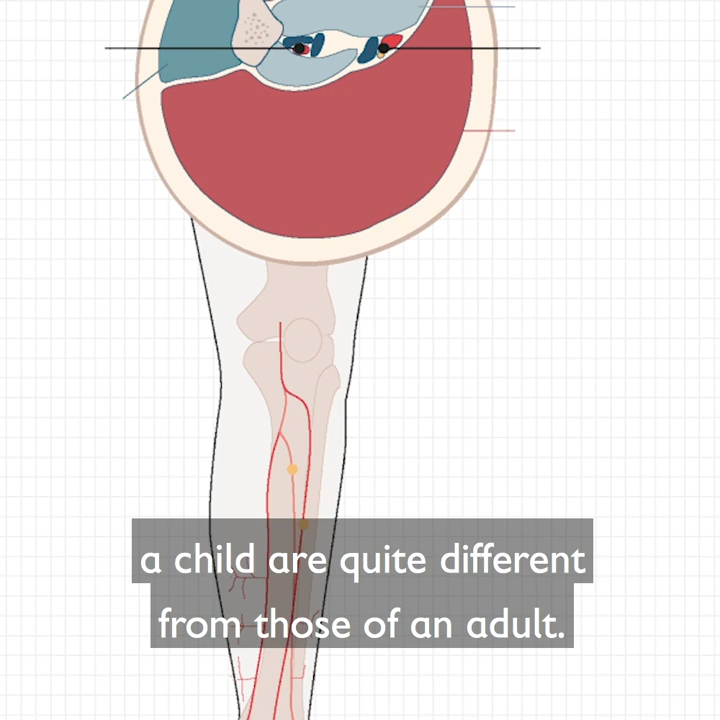 a child are quite different
from those of an adult.